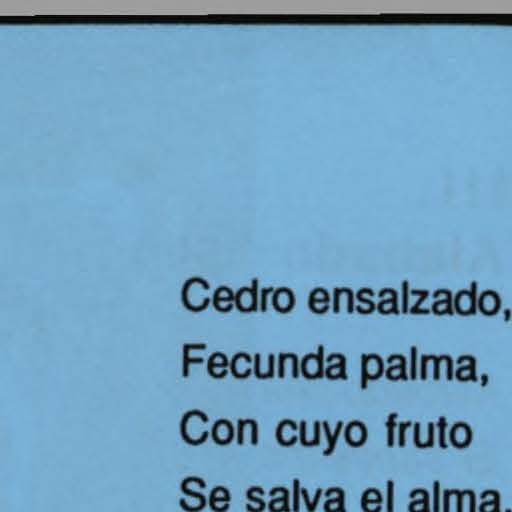 Cedro ensalzado,
Fecunda palma,
Con cuyo fruto
Se salva el alma.